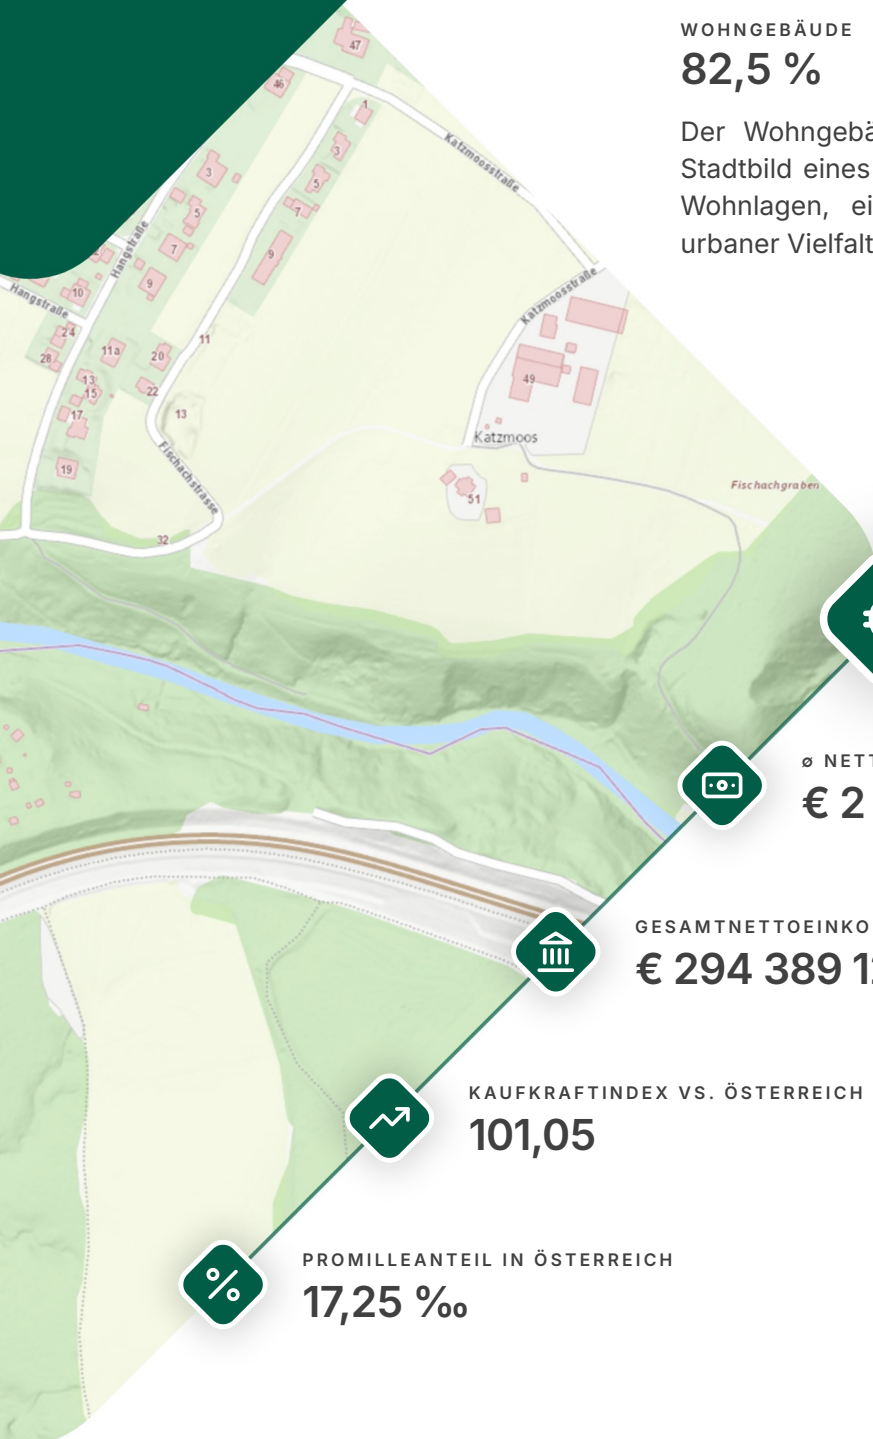 WOHNGEBÄUDE
82,5 %
Der Wohngebä
Stadtbild eines
Wohnlagen, ei
urbaner Vielfalt
47
46
1
3
5
7
9
Katzmoosstraße
3
5
7
9
Hangstraße
10
Hangstraße
24
28
11a
20
11
13
15
22
13
17
19
Fischachstrasse
32
Katzmoosstraße
49
Katzmoos
51
Fischachgraben
ø NETT
€ 2
GESAMTNETTOEINKO
€ 294 389 1
KAUFKRAFTINDEX VS. ÖSTERREICH
101,05
PROMILLEANTEIL IN ÖSTERREICH
17,25 ‰